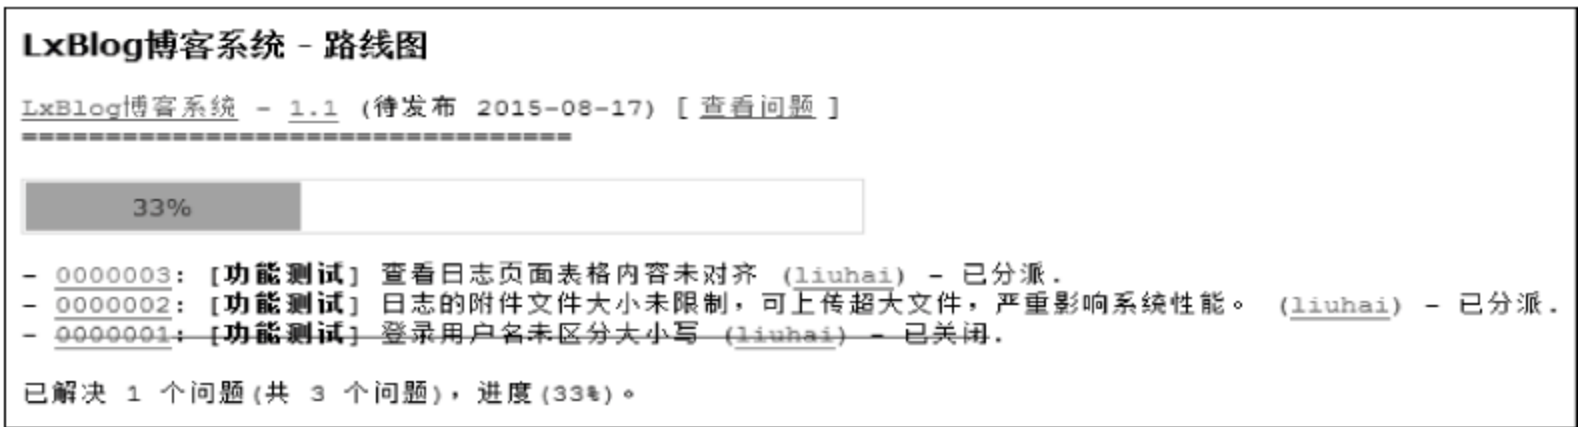 LxBlog博客系统 - 路线图
LxBlog博客系统 - 1.1 (待发布 2015-08-17) [ 查看问题 ]
==================================
33%
- 0000003: [功能测试] 查看日志页面表格内容未对齐 (liuhai) - 已分派.
- 0000002: [功能测试] 日志的附件文件大小未限制，可上传超大文件，严重影响系统性能。 (liuhai) - 已分派.
- 0000001: [功能测试] 登录用户名未区分大小写 (liuhai) - 已关闭.
已解决 1 个问题(共 3 个问题)，进度(33%)。